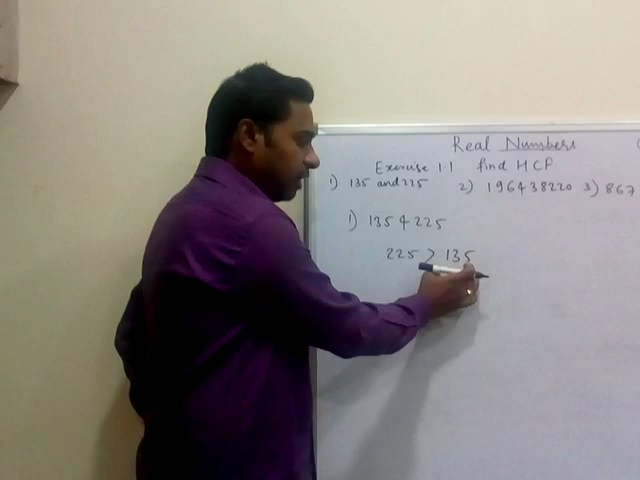 Real Numbers
Exercise 1.1 find HCF
1) 135 and 225 2) 196 & 38220 3) 867
1) 135 & 225
225 > 135